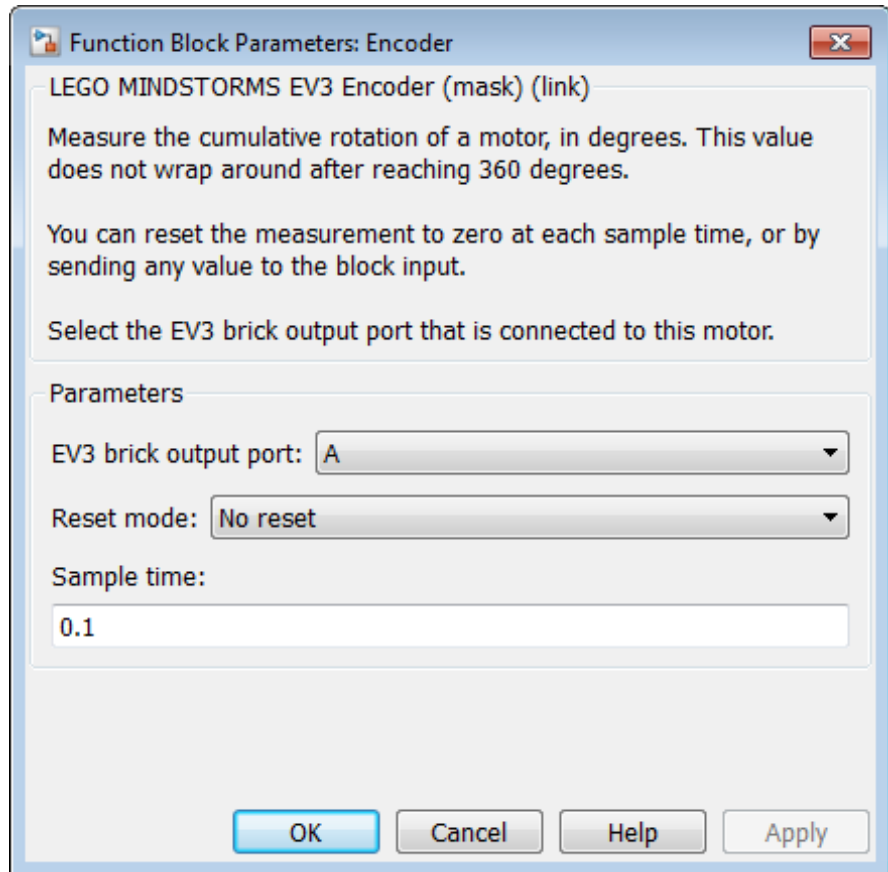 Function Block Parameters: Encoder
LEGO MINDSTORMS EV3 Encoder (mask) (link)
Measure the cumulative rotation of a motor, in degrees. This value
does not wrap around after reaching 360 degrees.
You can reset the measurement to zero at each sample time, or by
sending any value to the block input.
Select the EV3 brick output port that is connected to this motor.
Parameters
EV3 brick output port: A
Reset mode: No reset
Sample time:
0.1
OK Cancel Help Apply